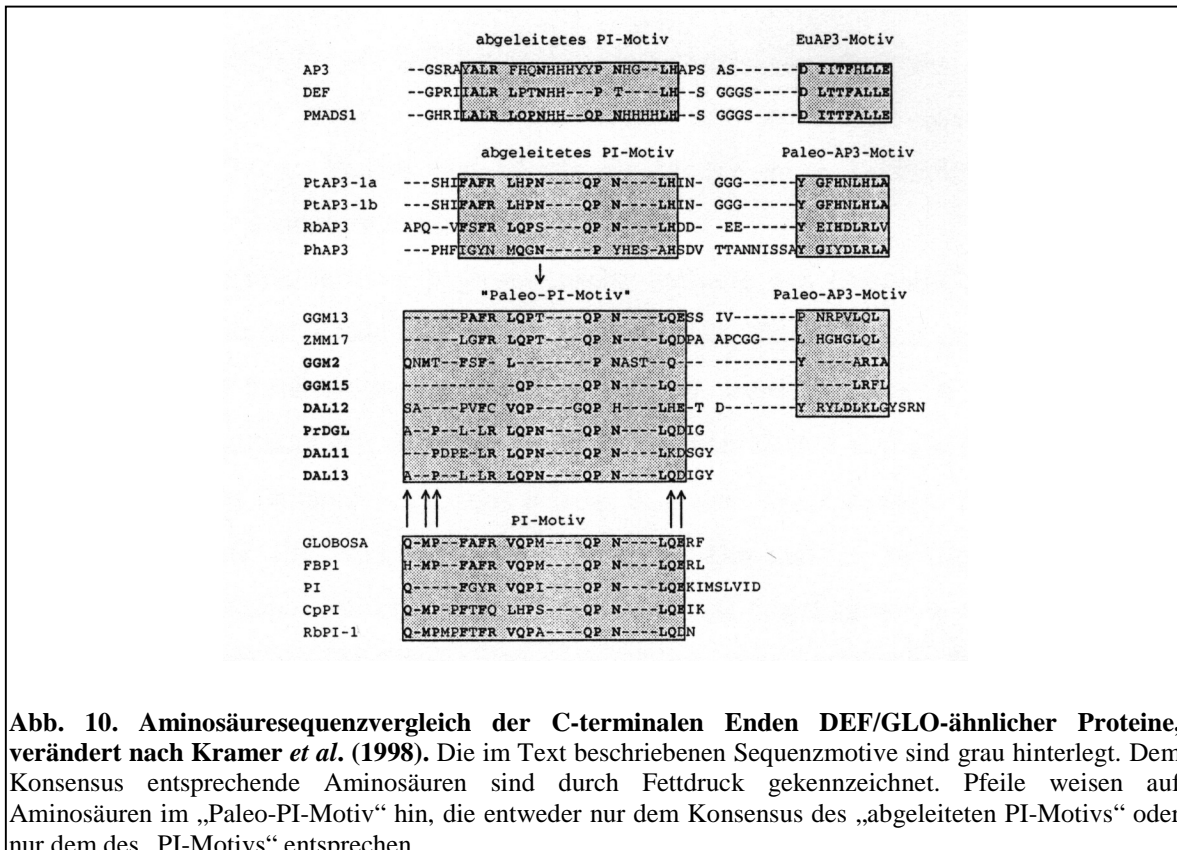 abgeleitetes PI-Motiv EuAP3-Motiv
AP3 --GSRAYALR FHQNHHHYYP NHG--LHAPS AS-------D IITFHLLE
DEF --GPRIIALR LPTNHH---P T----LH--S GGGS-----D LTTFALLE
PMADS1 --GHRILALR LQPNHH--QP NHHHHLH--S GGGS-----D ITTFALLE
abgeleitetes PI-Motiv Paleo-AP3-Motiv
PtAP3-1a ---SHIFAFR LHPN----QP N----LHIN- GGG------Y GFHNLHLA
PtAP3-1b ---SHIFAFR LHPN----QP N----LHIN- GGG------Y GFHNLHLA
RbAP3 APQ--VFSFR LQPS----QP N----LHDD- -EE------Y EIHDLRLV
PhAP3 ---PHFIGYN MQGN-----P YHES-AHSDV TTANNISSAY GIYDLRLA
↓
"Paleo-PI-Motiv" Paleo-AP3-Motiv
GGM13 -----PAFR LQPT----QP N----LQESS IV-------P NRPVLQL
ZMM17 -----LGFR LQPT----QP N----LQDPA APCGG----L HGHGLQL
GGM2 QNMT--FSF- L--------P NAST--Q--- ---------Y ----ARIA
GGM15 ---------- -QP-----QP N----LQ--- ---------- ----LRFL
DAL12 SA----PVFC VQP----GQP H----LHE-T D--------Y RYLDLKLGYSRN
PrDGL A--P--L-LR LQPN----QP N----LQDIG
DAL11 ---PDPE-LR LQPN----QP N----LKDSGY
DAL13 A--P--L-LR LQPN----QP N----LQDIGY
↑ ↑↑ ↑↑
PI-Motiv
GLOBOSA Q-MP--FAFR VQPM----QP N----LQERF
FBP1 H-MP--FAFR VQPM----QP N----LQERL
PI Q-----FGYR VQPI----QP N----LQEKIMSLVID
CpPI Q-MP-PFTFQ LHPS----QP N----LQEIK
RbPI-1 Q-MPMPFTFR VQPA----QP N----LQDN
Abb. 10. Aminosäuresequenzvergleich der C-terminalen Enden DEF/GLO-ähnlicher Proteine,
verändert nach Kramer et al. (1998). Die im Text beschriebenen Sequenzmotive sind grau hinterlegt. Dem
Konsensus entsprechende Aminosäuren sind durch Fettdruck gekennzeichnet. Pfeile weisen auf
Aminosäuren im „Paleo-PI-Motiv“ hin, die entweder nur dem Konsensus des „abgeleiteten PI-Motivs“ oder
nur dem des „PI-Motivs“ entsprechen